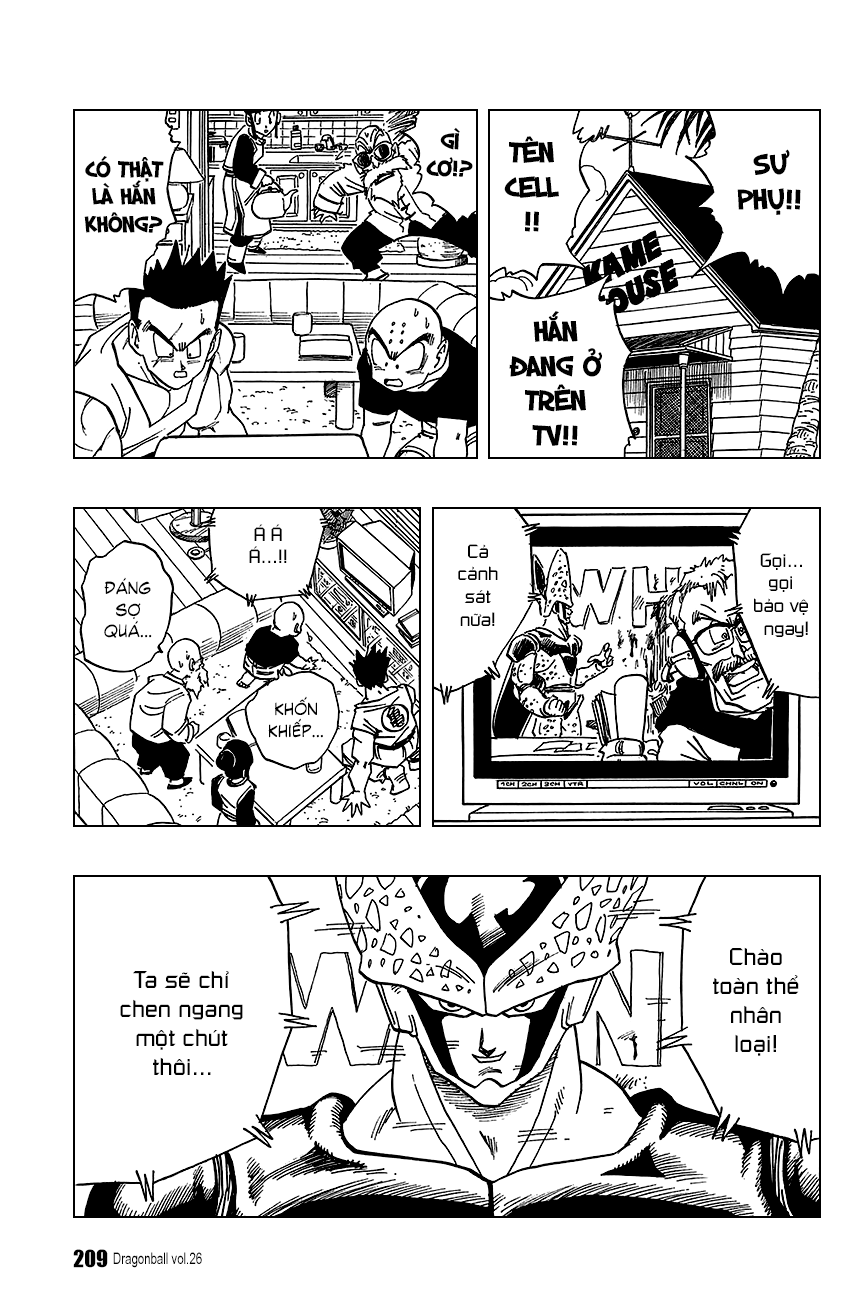 SƯ
PHỤ!!
TÊN
CELL
!!
KAME
OUSE
HẮN
ĐANG Ở
TRÊN
TV!!
GÌ
CƠ!?
CÓ THẬT
LÀ HẮN
KHÔNG?
Gọi...
gọi
bảo vệ
ngay!
Cả
cảnh
sát
nữa!
WH
1CH 2CH 3CH VTR VOL CHNL ON
Á Á
Á...!!
ĐÁNG
SỢ
QUÁ...
KHỐN
KHIẾP...
Chào
toàn thể
nhân
loại!
Ta sẽ chỉ
chen ngang
một chút
thôi...
W N
209 Dragonball vol.26